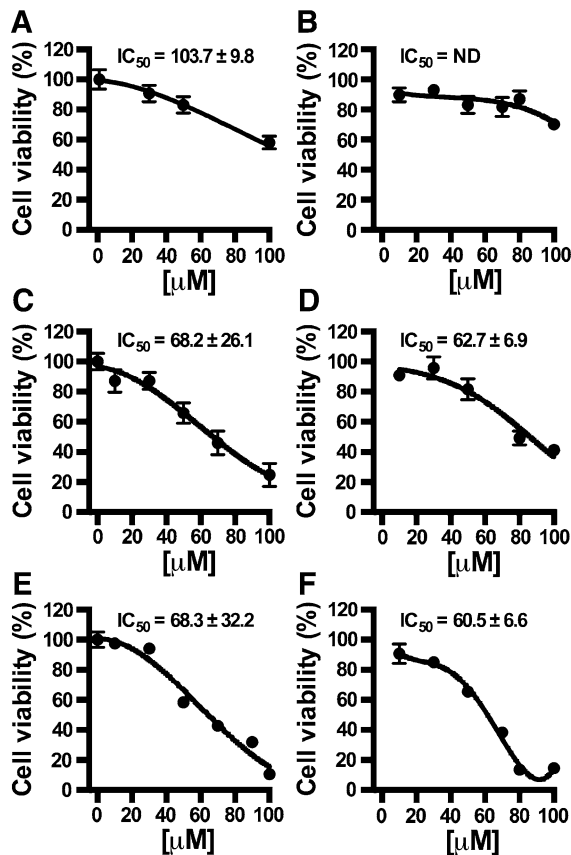 A
B
IC50 = 103.7 ± 9.8
IC50 = ND
120
100
80
60
40
20
0
Cell viability (%)
0 20 40 60 80 100
[μM]
120
100
80
60
40
20
0
Cell viability (%)
0 20 40 60 80 100
[μM]
C
D
IC50 = 68.2 ± 26.1
IC50 = 62.7 ± 6.9
120
100
80
60
40
20
0
Cell viability (%)
0 20 40 60 80 100
[μM]
120
100
80
60
40
20
0
Cell viability (%)
0 20 40 60 80 100
[μM]
E
F
IC50 = 68.3 ± 32.2
IC50 = 60.5 ± 6.6
120
100
80
60
40
20
0
Cell viability (%)
0 20 40 60 80 100
[μM]
120
100
80
60
40
20
0
Cell viability (%)
0 20 40 60 80 100
[μM]